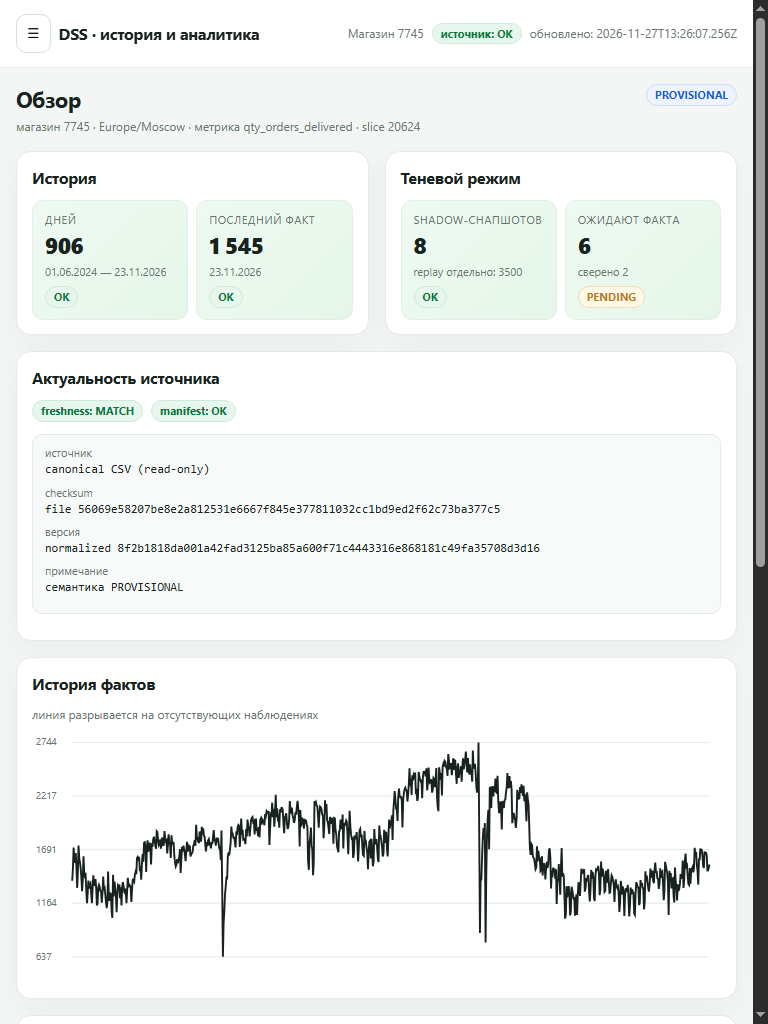 ☰ DSS · история и аналитика Магазин 7745 источник: OK обновлено: 2026-11-27T13:26:07.256Z
Обзор PROVISIONAL
магазин 7745 · Europe/Moscow · метрика qty_orders_delivered · slice 20624
История
ДНЕЙ
906
01.06.2024 — 23.11.2026
OK
ПОСЛЕДНИЙ ФАКТ
1 545
23.11.2026
OK
Теневой режим
SHADOW-СНАПШОТОВ
8
replay отдельно: 3500
OK
ОЖИДАЮТ ФАКТА
6
сверено 2
PENDING
Актуальность источника
freshness: MATCH manifest: OK
источник
canonical CSV (read-only)
checksum
file 56069e58207be8e2a812531e6667f845e377811032cc1bd9ed2f62c73ba377c5
версия
normalized 8f2b1818da001a42fad3125ba85a600f71c4443316e868181c49fa35708d3d16
примечание
семантика PROVISIONAL
История фактов
линия разрывается на отсутствующих наблюдениях
2744
2217
1691
1164
637